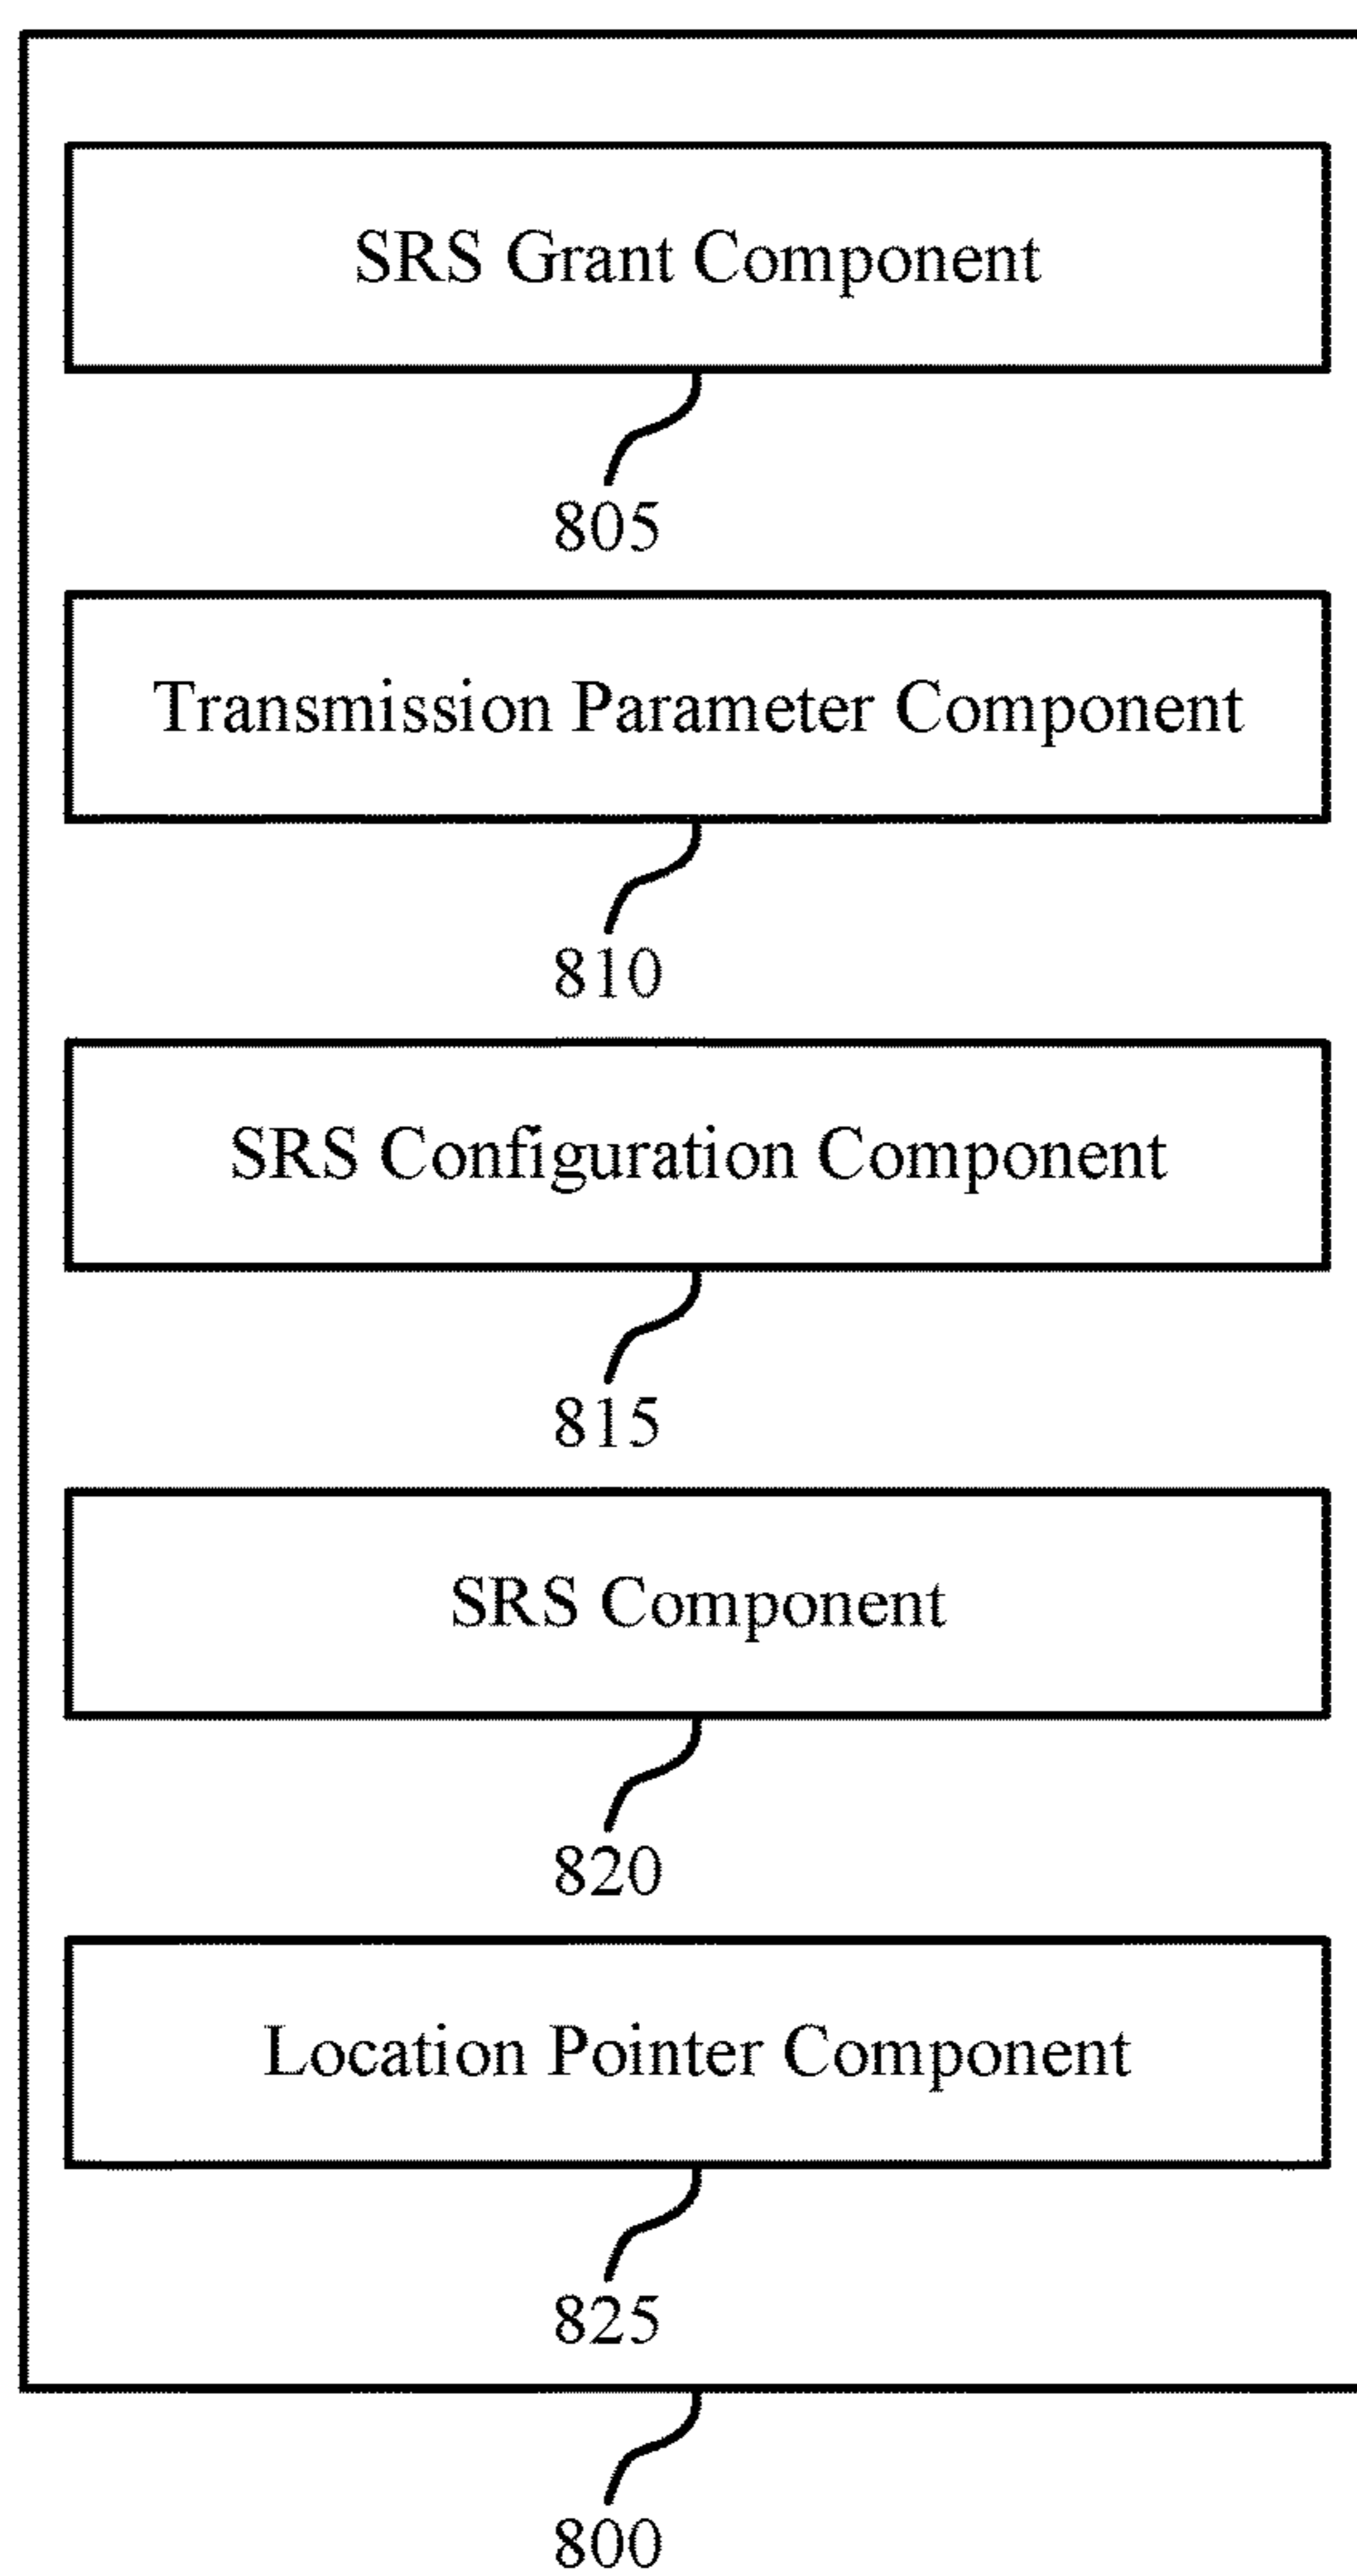 SRS Grant Component
805
Transmission Parameter Component
810
SRS Configuration Component
815
SRS Component
820
Location Pointer Component
825
800